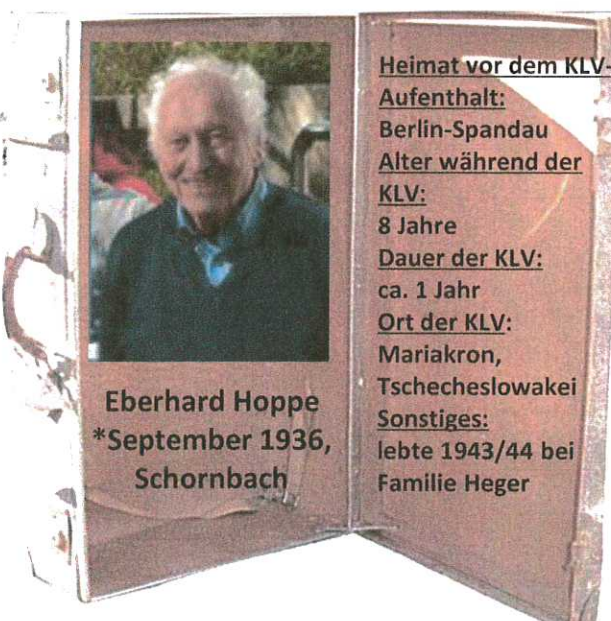 Eberhard Hoppe
*September 1936,
Schornbach
Heimat vor dem KLV-
Aufenthalt:
Berlin-Spandau
Alter während der
KLV:
8 Jahre
Dauer der KLV:
ca. 1 Jahr
Ort der KLV:
Mariakron,
Tschecheslowakei
Sonstiges:
lebte 1943/44 bei
Familie Heger